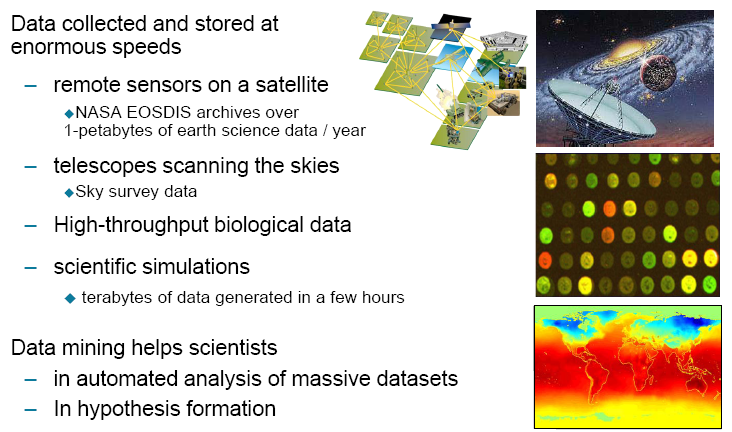 Data collected and stored at
enormous speeds
– remote sensors on a satellite
◆NASA EOSDIS archives over
1-petabytes of earth science data / year
– telescopes scanning the skies
◆Sky survey data
– High-throughput biological data
– scientific simulations
◆ terabytes of data generated in a few hours
Data mining helps scientists
– in automated analysis of massive datasets
– In hypothesis formation